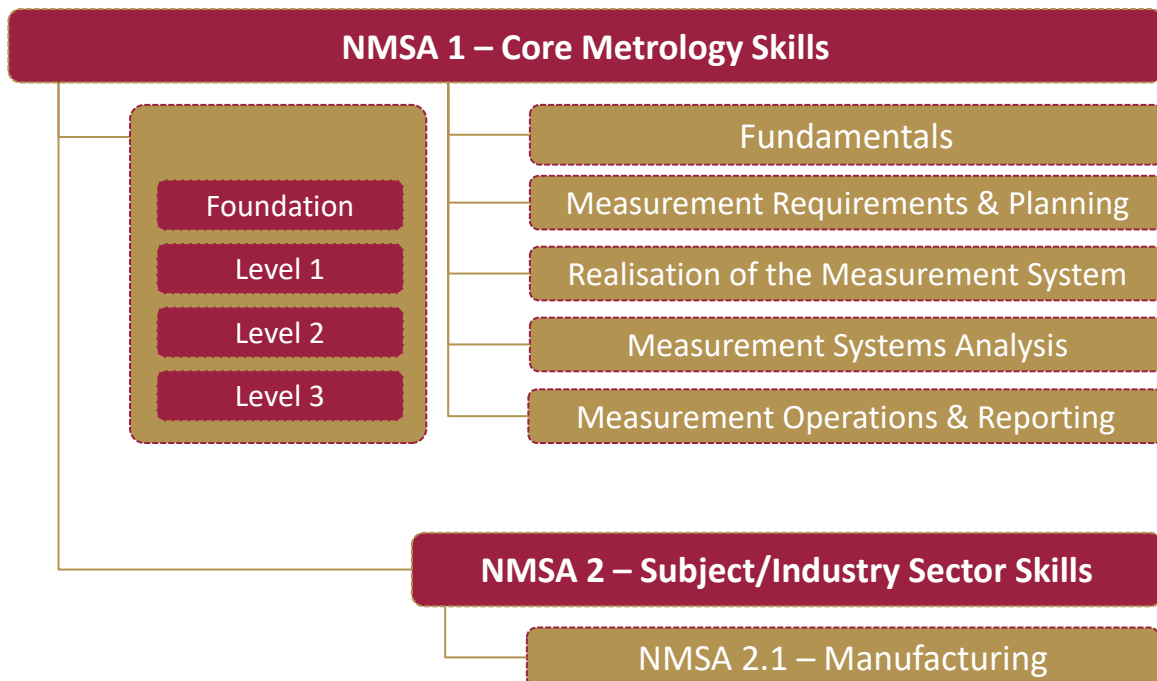 NMSA 1 – Core Metrology Skills
Foundation
Level 1
Level 2
Level 3
Fundamentals
Measurement Requirements & Planning
Realisation of the Measurement System
Measurement Systems Analysis
Measurement Operations & Reporting
NMSA 2 – Subject/Industry Sector Skills
NMSA 2.1 – Manufacturing